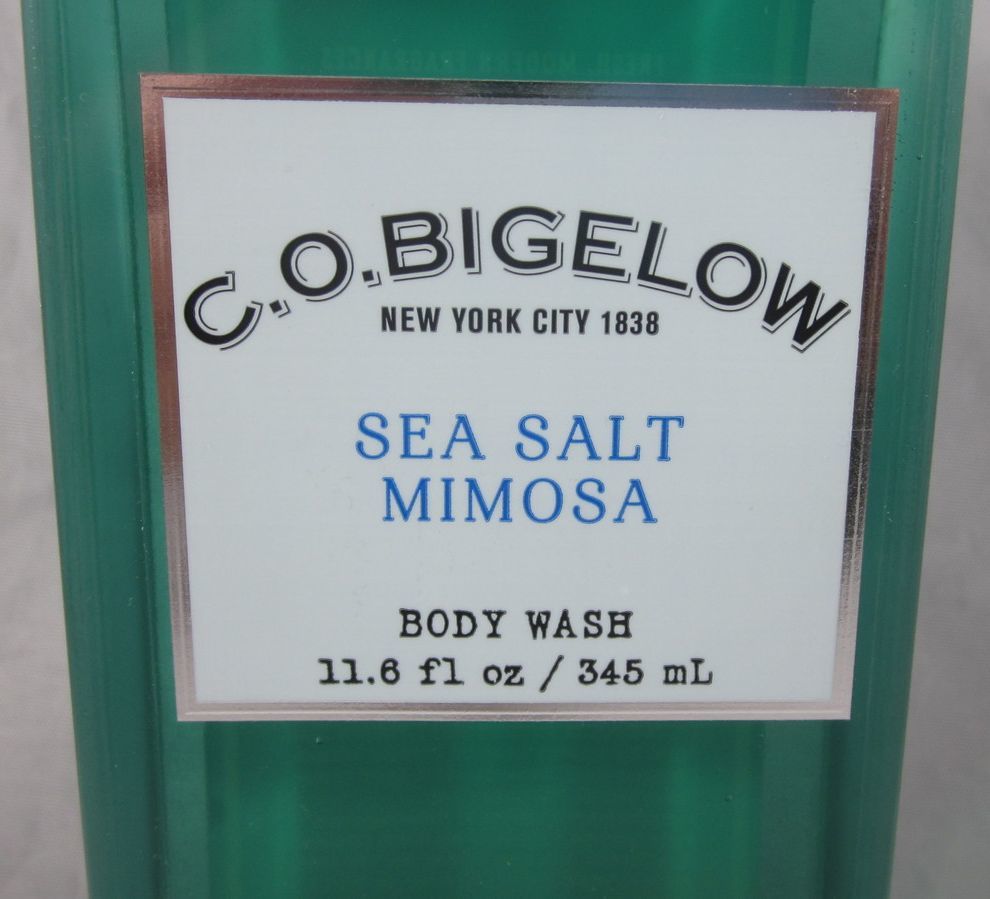 C.O.BIGELOW
NEW YORK CITY 1838
SEA SALT
MIMOSA
BODY WASH
11.6 fl oz / 345 mL